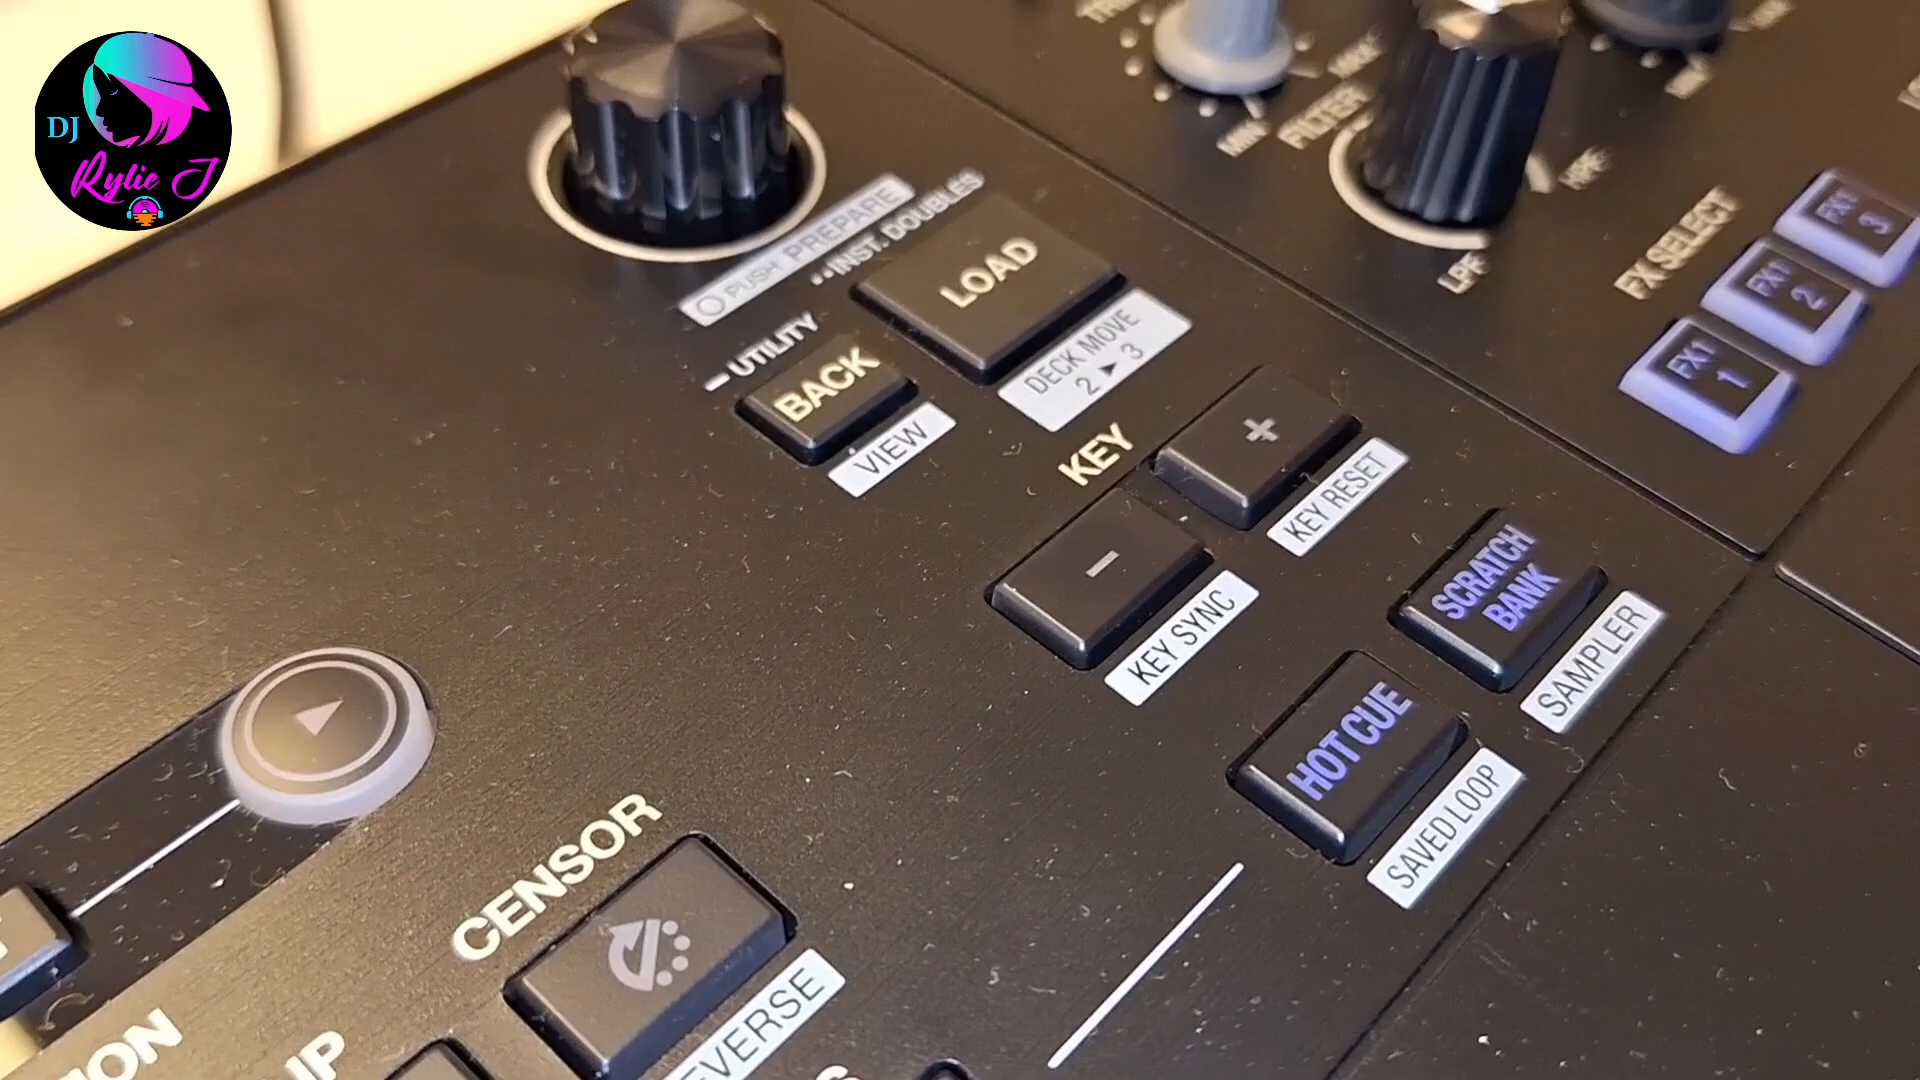 DJ
Rylie J
MIN
FILTER
HPF
LPF
FX SELECT
FX1
3
FX1
2
FX1
1
PUSH PREPARE
INST. DOUBLES
LOAD
DECK MOVE
2 ▶ 3
UTILITY
BACK
VIEW
KEY
+
KEY RESET
−
KEY SYNC
SCRATCH
BANK
SAMPLER
HOT CUE
SAVED LOOP
CENSOR